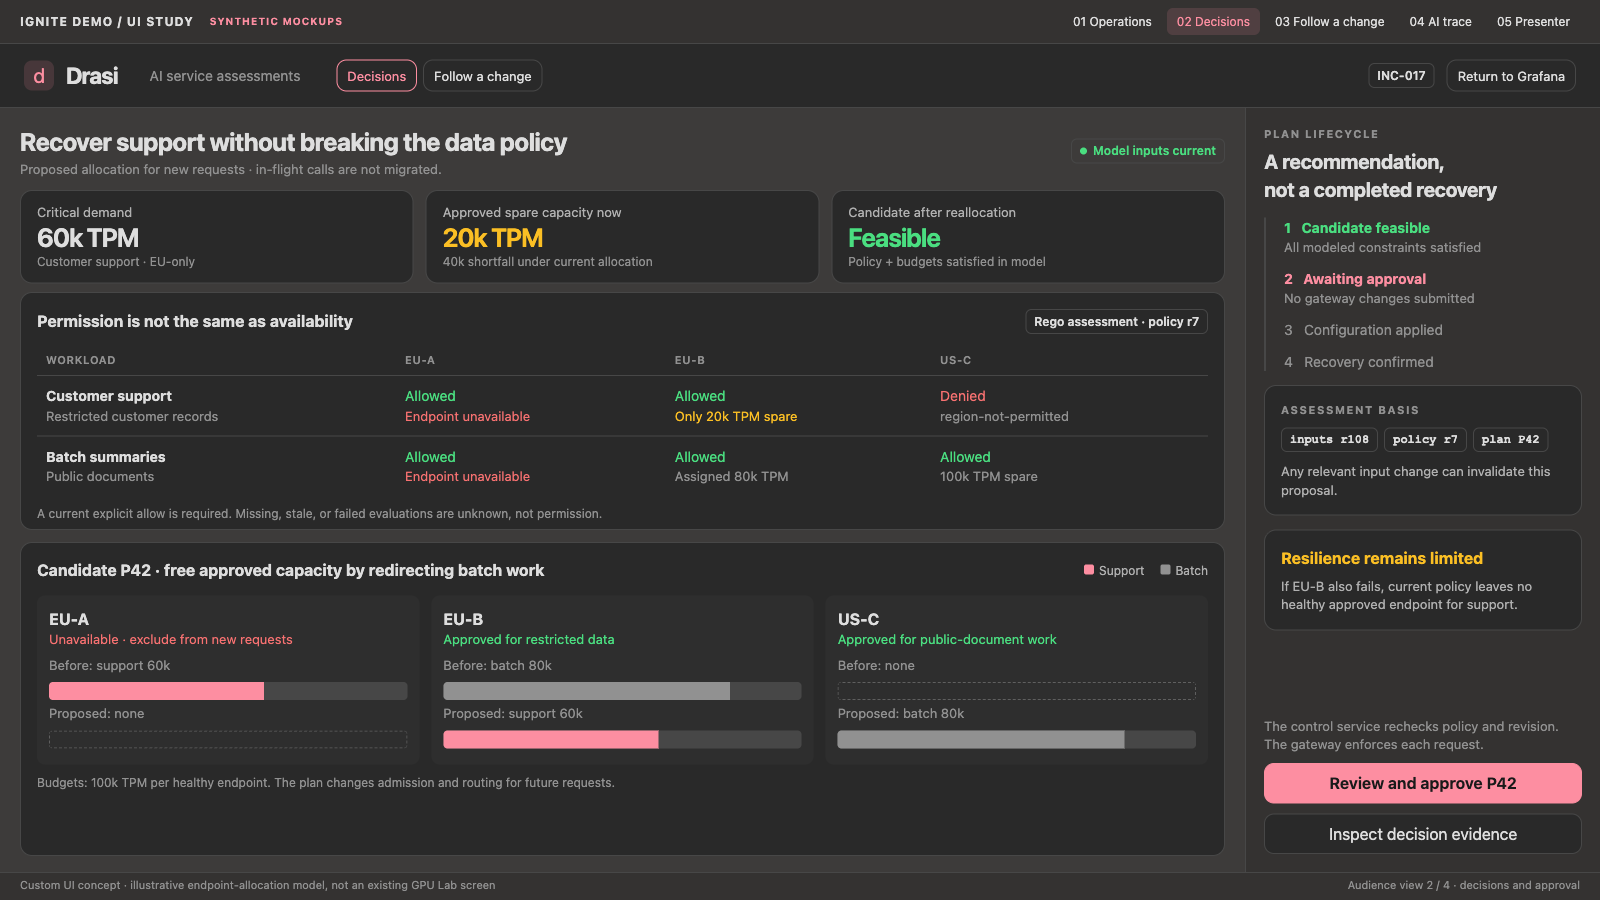 IGNITE DEMO / UI STUDY SYNTHETIC MOCKUPS 01 Operations 02 Decisions 03 Follow a change 04 AI trace 05 Presenter
d Drasi AI service assessments Decisions Follow a change INC-017 Return to Grafana
Recover support without breaking the data policy
Proposed allocation for new requests · in-flight calls are not migrated.
Model inputs current
Critical demand
60k TPM
Customer support · EU-only
Approved spare capacity now
20k TPM
40k shortfall under current allocation
Candidate after reallocation
Feasible
Policy + budgets satisfied in model
Permission is not the same as availability
Rego assessment · policy r7
WORKLOAD EU-A EU-B US-C
Customer support Allowed Allowed Denied
Restricted customer records Endpoint unavailable Only 20k TPM spare region-not-permitted
Batch summaries Allowed Allowed Allowed
Public documents Endpoint unavailable Assigned 80k TPM 100k TPM spare
A current explicit allow is required. Missing, stale, or failed evaluations are unknown, not permission.
Candidate P42 · free approved capacity by redirecting batch work
Support Batch
EU-A
Unavailable · exclude from new requests
Before: support 60k
Proposed: none
EU-B
Approved for restricted data
Before: batch 80k
Proposed: support 60k
US-C
Approved for public-document work
Before: none
Proposed: batch 80k
Budgets: 100k TPM per healthy endpoint. The plan changes admission and routing for future requests.
PLAN LIFECYCLE
A recommendation,
not a completed recovery
1 Candidate feasible
All modeled constraints satisfied
2 Awaiting approval
No gateway changes submitted
3 Configuration applied
4 Recovery confirmed
ASSESSMENT BASIS
inputs r108 policy r7 plan P42
Any relevant input change can invalidate this
proposal.
Resilience remains limited
If EU-B also fails, current policy leaves no
healthy approved endpoint for support.
The control service rechecks policy and revision.
The gateway enforces each request.
Review and approve P42
Inspect decision evidence
Custom UI concept · illustrative endpoint-allocation model, not an existing GPU Lab screen
Audience view 2 / 4 · decisions and approval